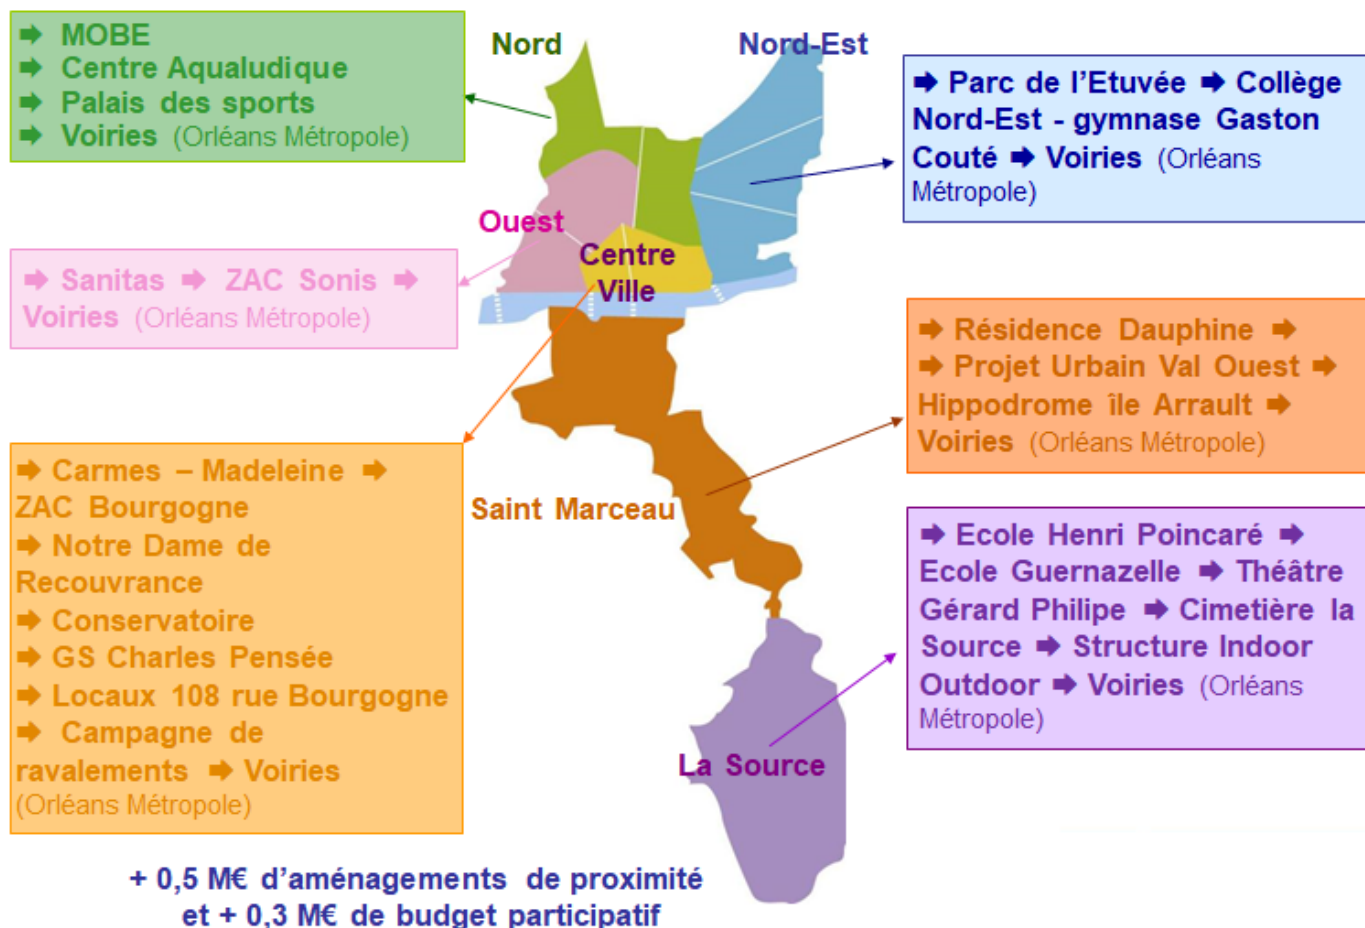 ➡ MOBE
➡ Centre Aqualudique
➡ Palais des sports
➡ Voiries (Orléans Métropole)
Nord
Nord-Est
➡ Parc de l'Etuvée ➡ Collège
Nord-Est - gymnase Gaston
Couté ➡ Voiries (Orléans
Métropole)
Ouest
Centre
Ville
➡ Sanitas ➡ ZAC Sonis ➡
Voiries (Orléans Métropole)
➡ Résidence Dauphine ➡
➡ Projet Urbain Val Ouest ➡
Hippodrome île Arrault ➡
Voiries (Orléans Métropole)
➡ Carmes – Madeleine ➡
ZAC Bourgogne
➡ Notre Dame de
Recouvrance
➡ Conservatoire
➡ GS Charles Pensée
➡ Locaux 108 rue Bourgogne
➡ Campagne de
ravalements ➡ Voiries
(Orléans Métropole)
Saint Marceau
➡ Ecole Henri Poincaré ➡
Ecole Guernazelle ➡ Théâtre
Gérard Philipe ➡ Cimetière la
Source ➡ Structure Indoor
Outdoor ➡ Voiries (Orléans
Métropole)
La Source
+ 0,5 M€ d'aménagements de proximité
et + 0,3 M€ de budget participatif